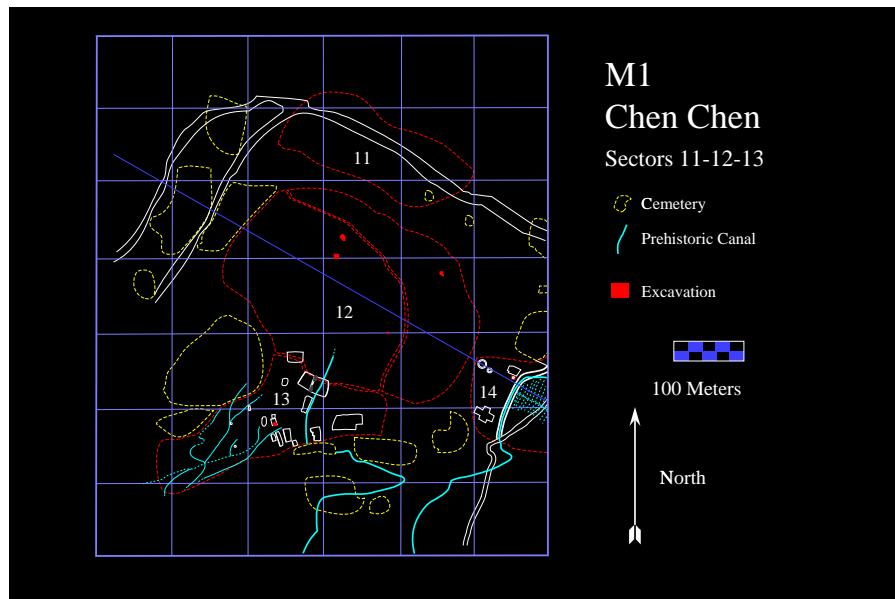 M1
Chen Chen
Sectors 11-12-13
Cemetery
Prehistoric Canal
Excavation
100 Meters
North
11
12
13
14